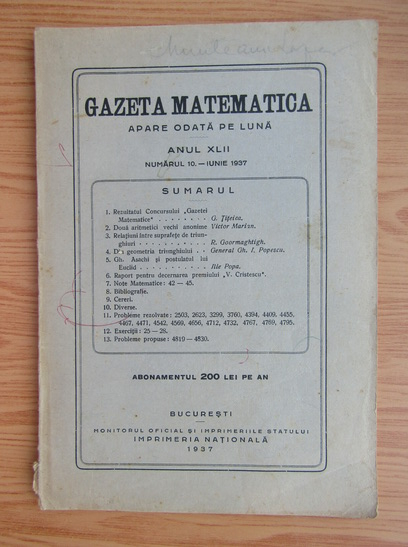 GAZETA MATEMATICA
APARE ODATĂ PE LUNĂ
ANUL XLII
NUMĂRUL 10. — IUNIE 1937
SUMARUL
1. Rezultatul Concursului „Gazetei
Matematice“ . . . . . . . . G. Țițeica.
2. Două aritmetici vechi anonime Victor Marian.
3. Relațiuni între suprafețe de triun-
ghiuri . . . . . . . . . . R. Goormaghtigh.
4. Din geometria triunghiului . . General Gh. I. Popescu.
5. Gh. Asachi și postulatul lui
Euclid . . . . . . . . . . Ilie Popa.
6. Raport pentru decernarea premiului „V. Cristescu“.
7. Note Matematice: 42 — 45.
8. Bibliografie.
9. Cereri.
10. Diverse.
11. Probleme rezolvate: 2503, 2623, 3299, 3760, 4394, 4409, 4435,
4467, 4471, 4542, 4569, 4656, 4712, 4732, 4767, 4769, 4795.
12. Exerciții: 25 — 28.
13. Probleme propuse: 4819 — 4830.
ABONAMENTUL 200 LEI PE AN
BUCUREȘTI
MONITORUL OFICIAL ȘI IMPRIMERIILE STATULUI
IMPRIMERIA NAȚIONALĂ
1937